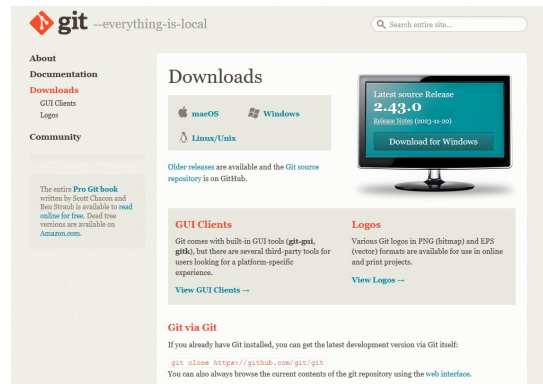 git --everything-is-local
Search entire site...
About
Documentation
Downloads
GUI Clients
Logos
Community
The entire Pro Git book
written by Scott Chacon and
Ben Straub is available to read
online for free. Dead tree
versions are available on
Amazon.com.
Downloads
macOS
Windows
Linux/Unix
Older releases are available and the Git source
repository is on GitHub.
Latest source Release
2.43.0
Release Notes (2023-11-20)
Download for Windows
GUI Clients
Git comes with built-in GUI tools (git-gui,
gitk), but there are several third-party tools for
users looking for a platform-specific
experience.
View GUI Clients →
Logos
Various Git logos in PNG (bitmap) and EPS
(vector) formats are available for use in online
and print projects.
View Logos →
Git via Git
If you already have Git installed, you can get the latest development version via Git itself:
git clone https://github.com/git/git
You can also always browse the current contents of the git repository using the web interface.